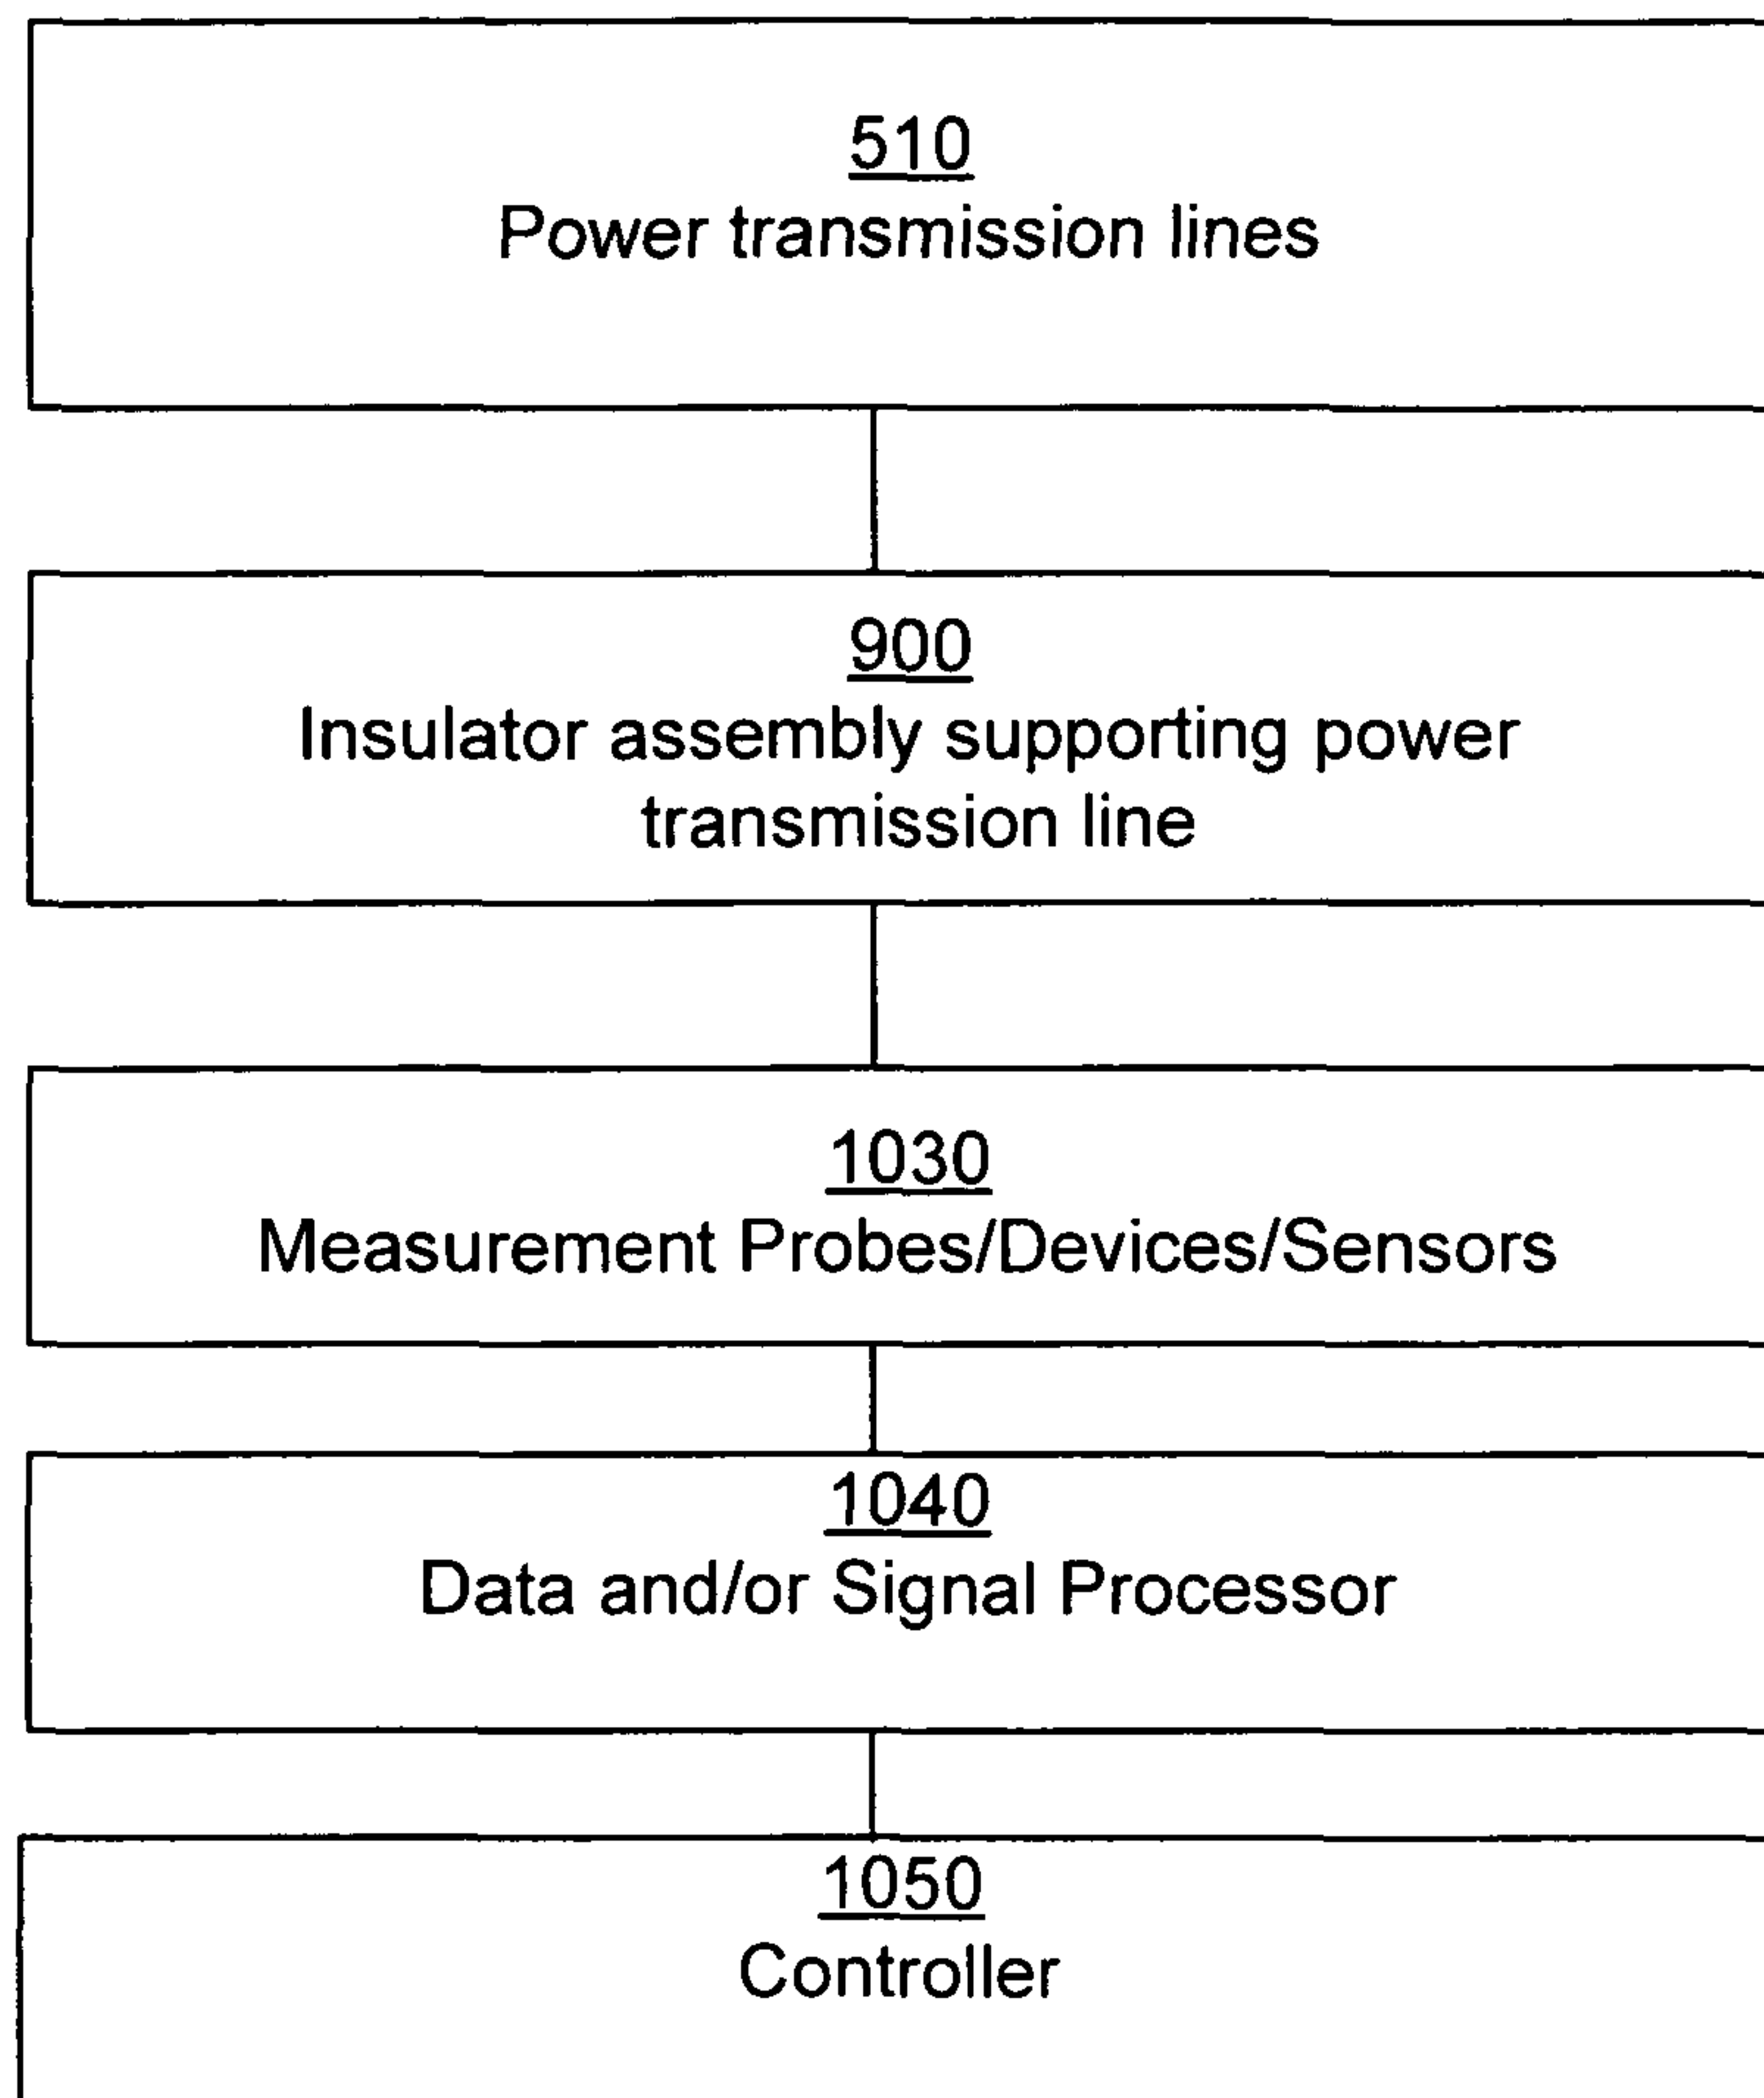 510
Power transmission lines
900
Insulator assembly supporting power
transmission line
1030
Measurement Probes/Devices/Sensors
1040
Data and/or Signal Processor
1050
Controller